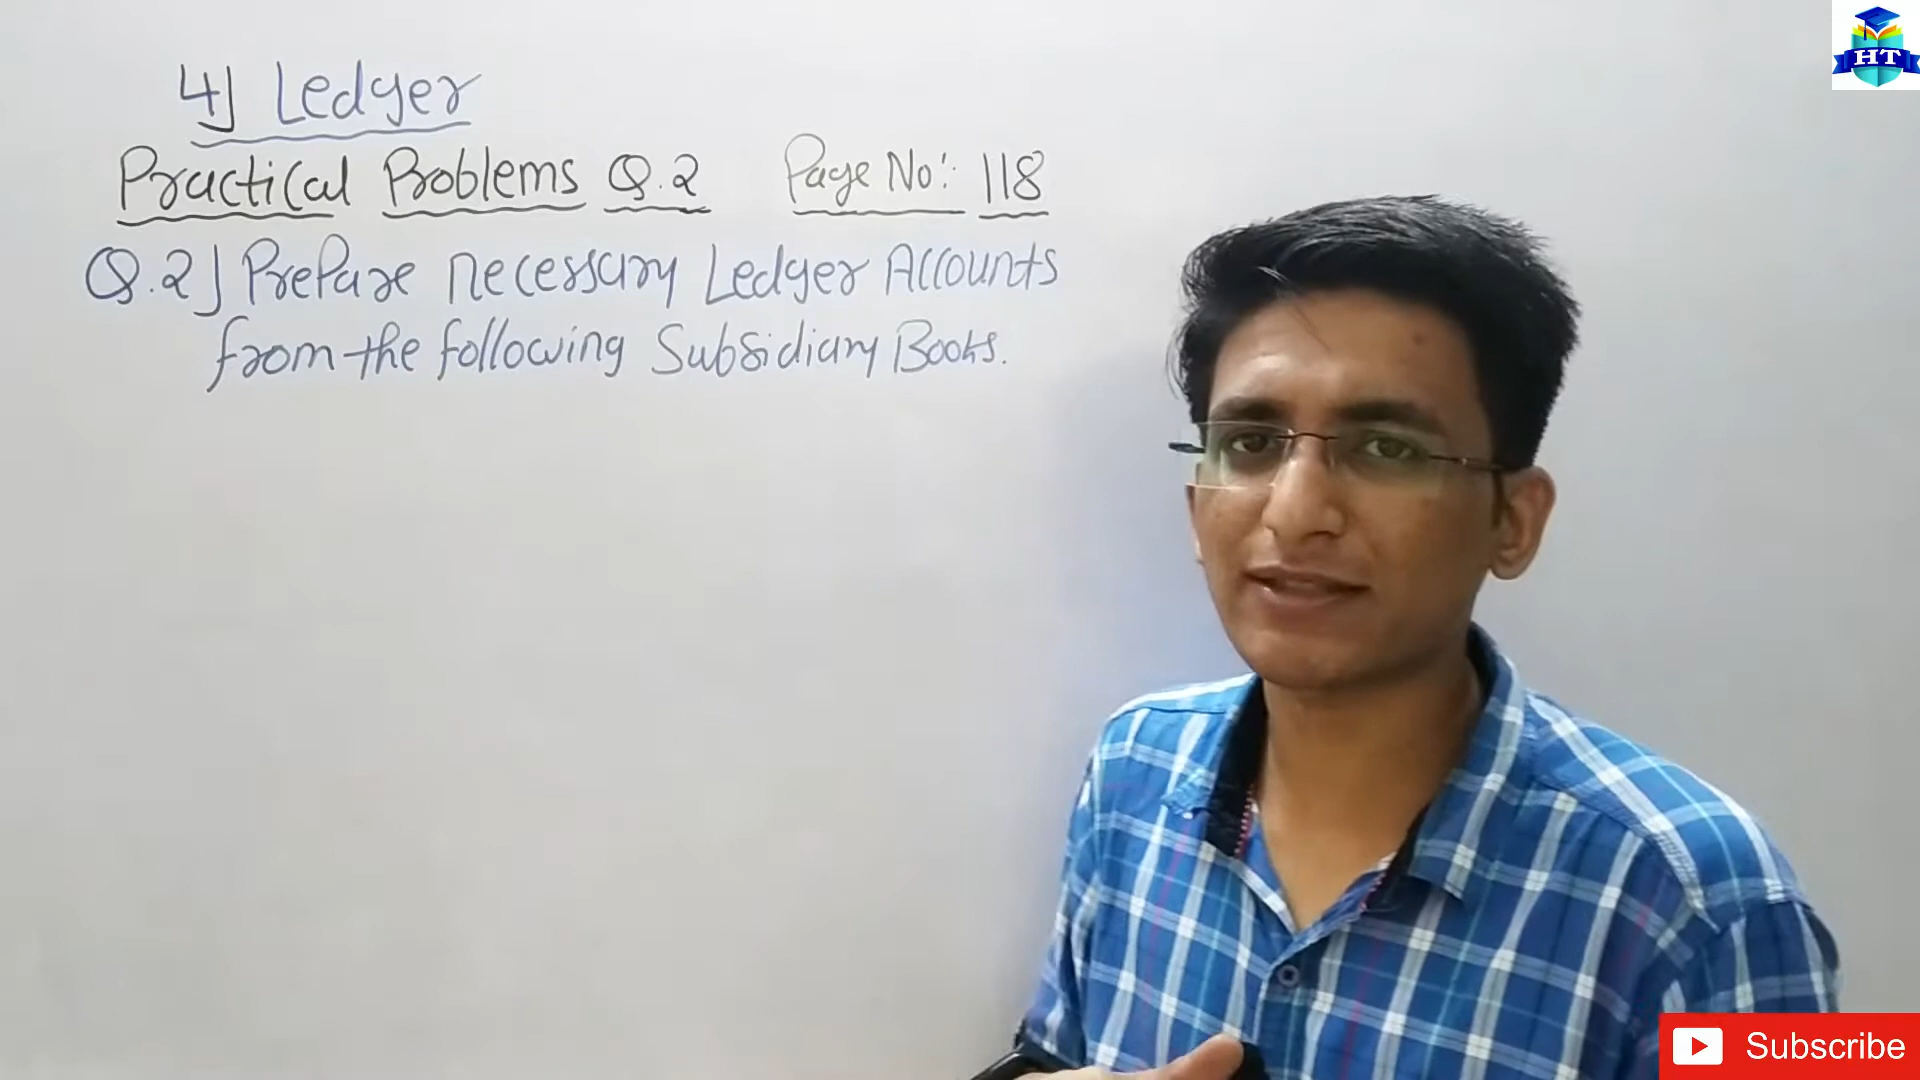 4] Ledger
Practical Problems Q.2 Page No:- 118
Q.2] Prepare necessary Ledger Accounts
from the following Subsidiary Books.
HT
Subscribe